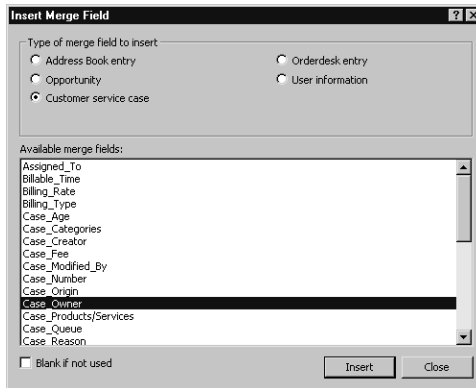 Insert Merge Field
Type of merge field to insert
Address Book entry
Orderdesk entry
Opportunity
User information
Customer service case
Available merge fields:
Assigned_To
Billable_Time
Billing_Rate
Billing_Type
Case_Age
Case_Categories
Case_Creator
Case_Fee
Case_Modified_By
Case_Number
Case_Origin
Case_Owner
Case_Products/Services
Case_Queue
Case_Reason
Blank if not used
Insert
Close